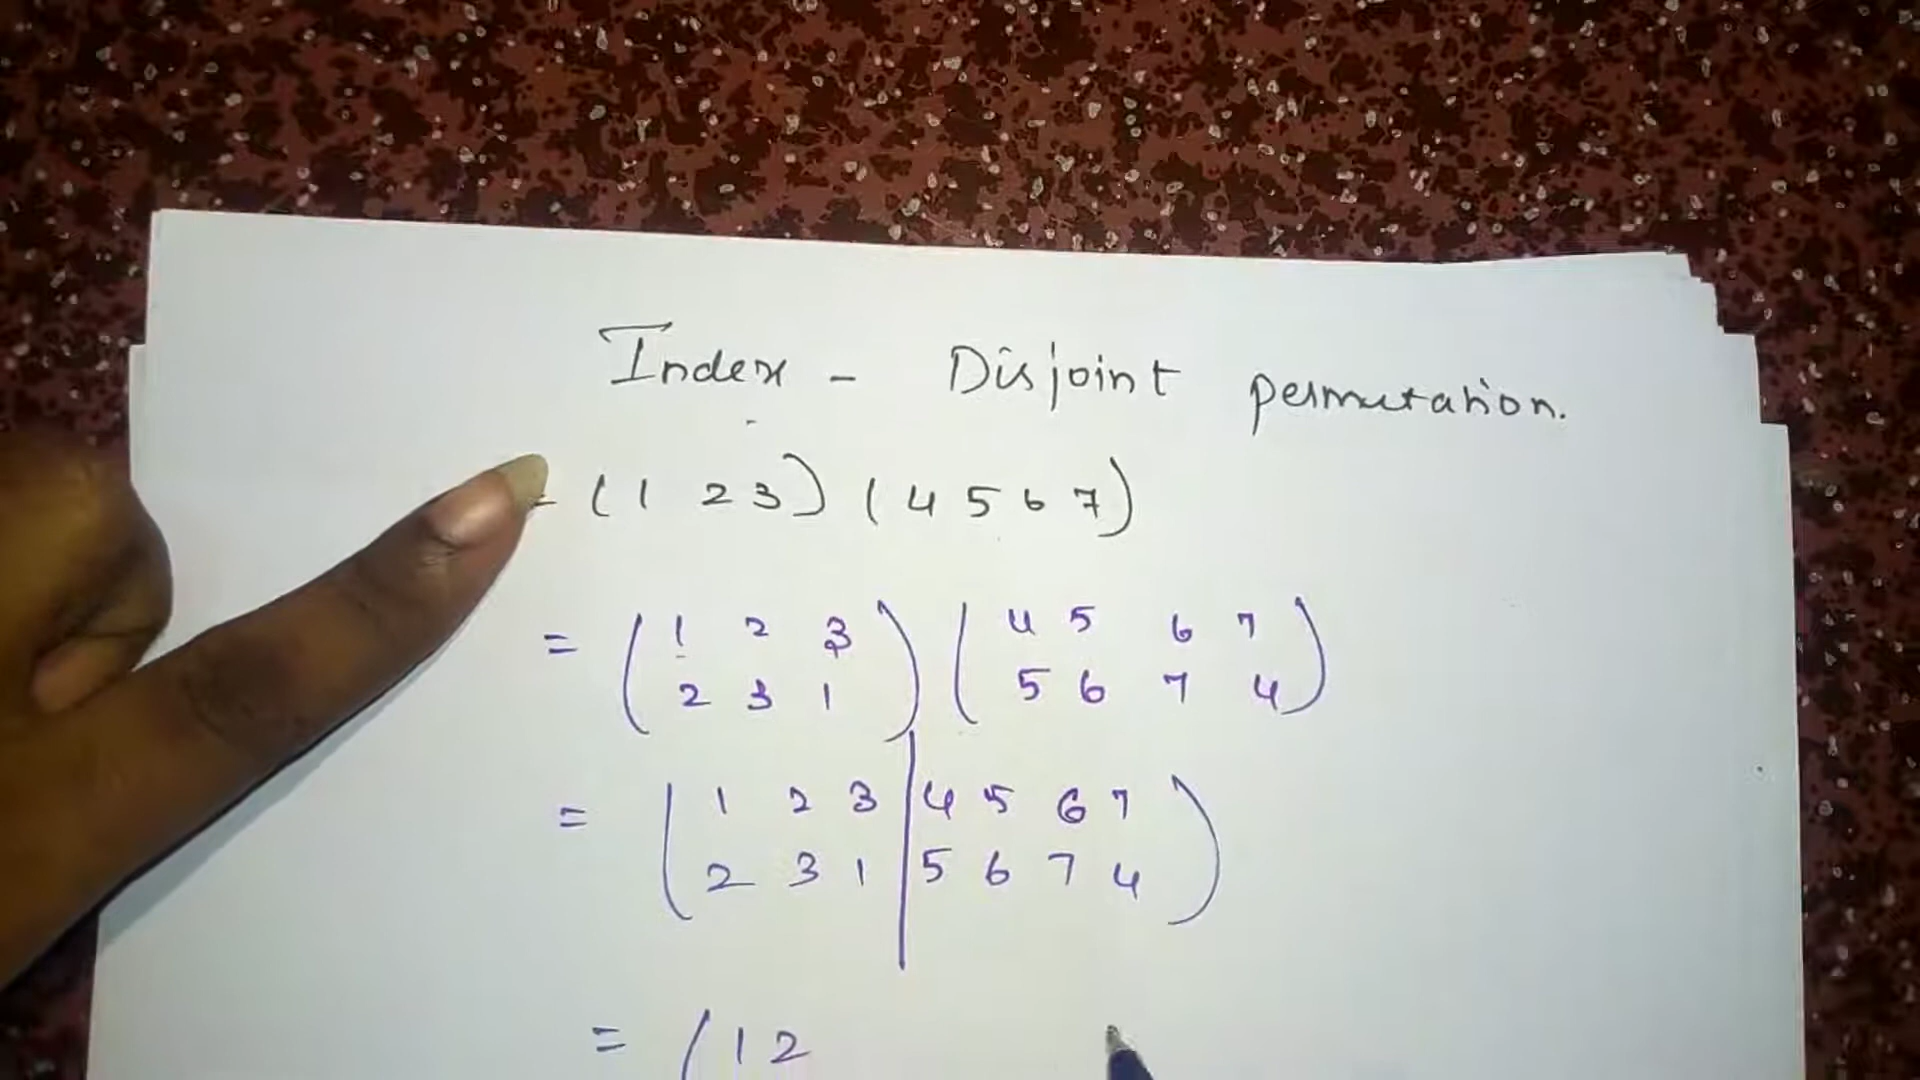 Index - Disjoint permutation.
= (1 2 3) (4 5 6 7)
= (1 2 3) (4 5 6 7)
2 3 1 5 6 7 4
= (1 2 3 | 4 5 6 7)
2 3 1 | 5 6 7 4
= (1 2